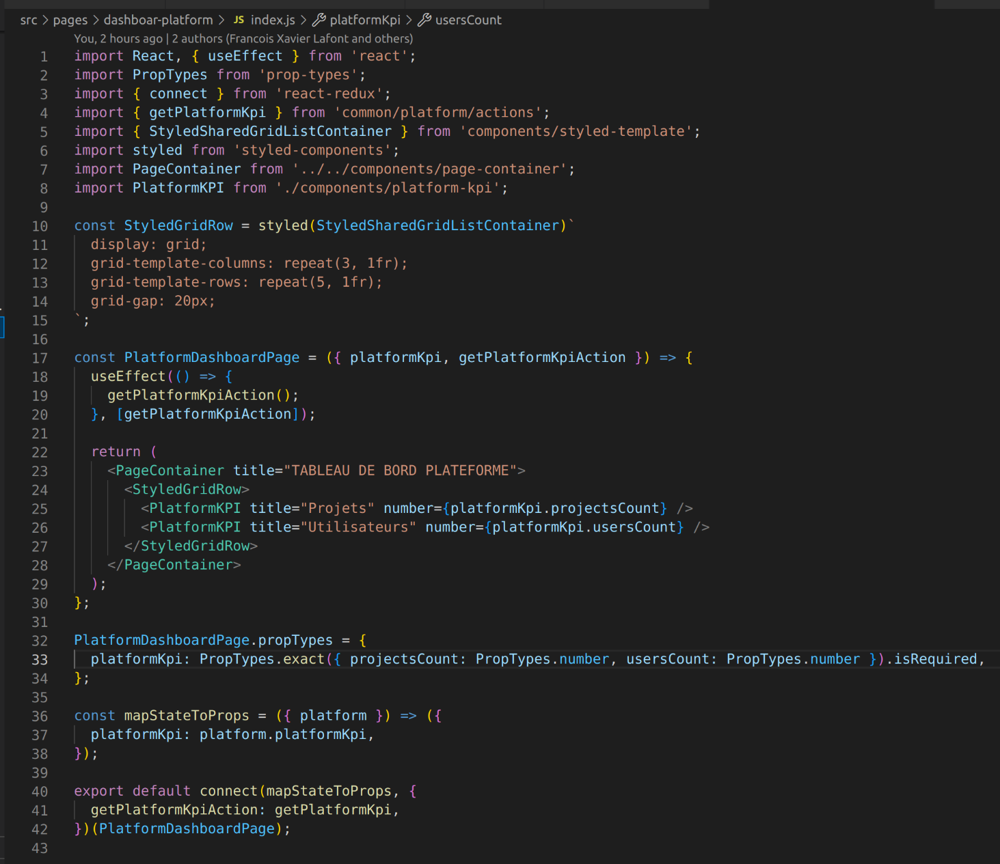 src > pages > dashboar-platform > JS index.js > platformKpi > usersCount
You, 2 hours ago | 2 authors (Francois Xavier Lafont and others)
1 import React, { useEffect } from 'react';
2 import PropTypes from 'prop-types';
3 import { connect } from 'react-redux';
4 import { getPlatformKpi } from 'common/platform/actions';
5 import { StyledSharedGridListContainer } from 'components/styled-template';
6 import styled from 'styled-components';
7 import PageContainer from '../../components/page-container';
8 import PlatformKPI from './components/platform-kpi';
9
10 const StyledGridRow = styled(StyledSharedGridListContainer)`
11   display: grid;
12   grid-template-columns: repeat(3, 1fr);
13   grid-template-rows: repeat(5, 1fr);
14   grid-gap: 20px;
15 `;
16
17 const PlatformDashboardPage = ({ platformKpi, getPlatformKpiAction }) => {
18   useEffect(() => {
19     getPlatformKpiAction();
20   }, [getPlatformKpiAction]);
21
22   return (
23     <PageContainer title="TABLEAU DE BORD PLATEFORME">
24       <StyledGridRow>
25         <PlatformKPI title="Projets" number={platformKpi.projectsCount} />
26         <PlatformKPI title="Utilisateurs" number={platformKpi.usersCount} />
27       </StyledGridRow>
28     </PageContainer>
29   );
30 };
31
32 PlatformDashboardPage.propTypes = {
33   platformKpi: PropTypes.exact({ projectsCount: PropTypes.number, usersCount: PropTypes.number }).isRequired,
34 };
35
36 const mapStateToProps = ({ platform }) => ({
37   platformKpi: platform.platformKpi,
38 });
39
40 export default connect(mapStateToProps, {
41   getPlatformKpiAction: getPlatformKpi,
42 })(PlatformDashboardPage);
43